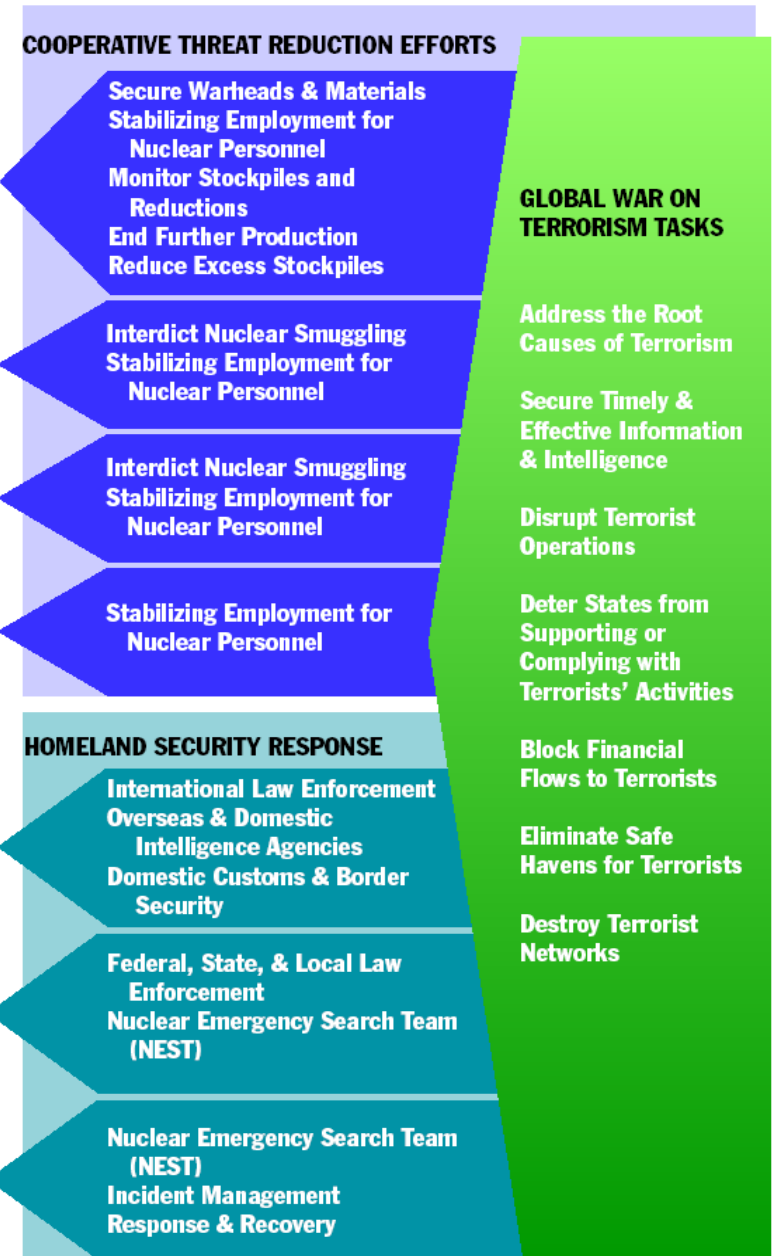 COOPERATIVE THREAT REDUCTION EFFORTS
Secure Warheads & Materials
Stabilizing Employment for
Nuclear Personnel
Monitor Stockpiles and
Reductions
End Further Production
Reduce Excess Stockpiles
Interdict Nuclear Smuggling
Stabilizing Employment for
Nuclear Personnel
Interdict Nuclear Smuggling
Stabilizing Employment for
Nuclear Personnel
Stabilizing Employment for
Nuclear Personnel
HOMELAND SECURITY RESPONSE
International Law Enforcement
Overseas & Domestic
Intelligence Agencies
Domestic Customs & Border
Security
Federal, State, & Local Law
Enforcement
Nuclear Emergency Search Team
(NEST)
Nuclear Emergency Search Team
(NEST)
Incident Management
Response & Recovery
GLOBAL WAR ON
TERRORISM TASKS
Address the Root
Causes of Terrorism
Secure Timely &
Effective Information
& Intelligence
Disrupt Terrorist
Operations
Deter States from
Supporting or
Complying with
Terrorists’ Activities
Block Financial
Flows to Terrorists
Eliminate Safe
Havens for Terrorists
Destroy Terrorist
Networks